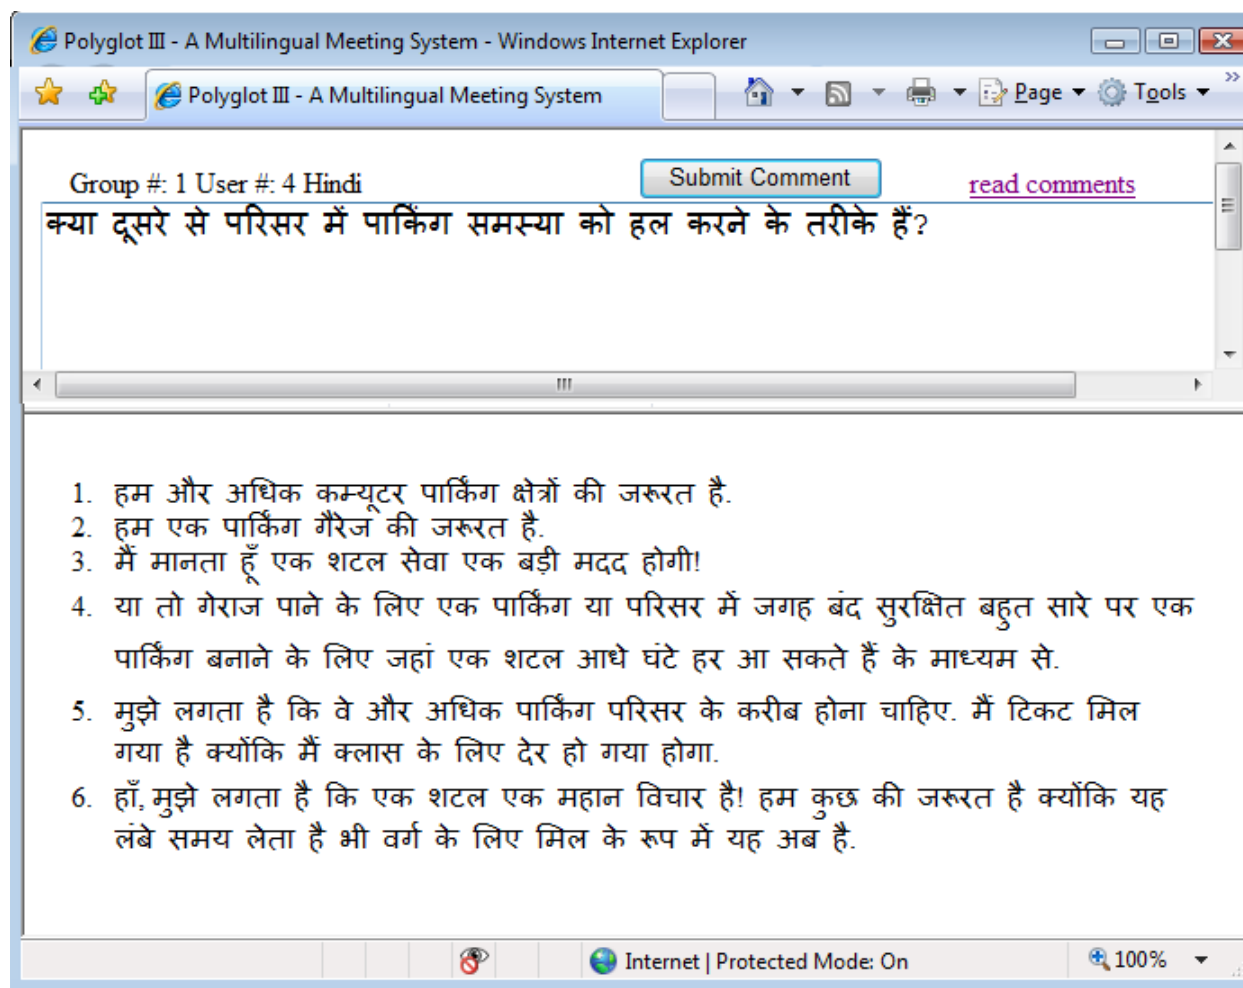 Polyglot III - A Multilingual Meeting System - Windows Internet Explorer
Polyglot III - A Multilingual Meeting System
Page
Tools
Group #: 1 User #: 4 Hindi
Submit Comment
read comments
क्या दूसरे से परिसर में पार्किंग समस्या को हल करने के तरीके हैं?
1. हम और अधिक कम्यूटर पार्किंग क्षेत्रों की जरूरत है.
2. हम एक पार्किंग गैरेज की जरूरत है.
3. मैं मानता हूँ एक शटल सेवा एक बड़ी मदद होगी!
4. या तो गेराज पाने के लिए एक पार्किंग या परिसर में जगह बंद सुरक्षित बहुत सारे पर एक
पार्किंग बनाने के लिए जहां एक शटल आधे घंटे हर आ सकते हैं के माध्यम से.
5. मुझे लगता है कि वे और अधिक पार्किंग परिसर के करीब होना चाहिए. मैं टिकट मिल
गया है क्योंकि मैं क्लास के लिए देर हो गया होगा.
6. हाँ, मुझे लगता है कि एक शटल एक महान विचार है! हम कुछ की जरूरत है क्योंकि यह
लंबे समय लेता है भी वर्ग के लिए मिल के रूप में यह अब है.
Internet | Protected Mode: On
100%